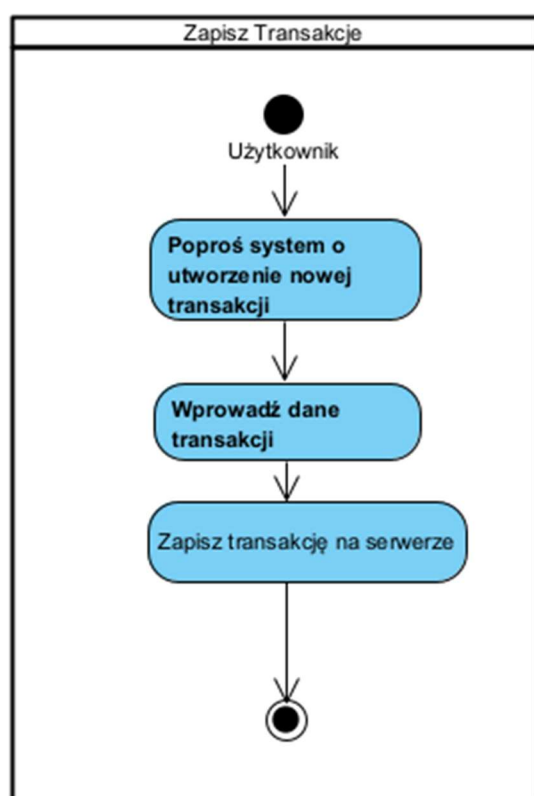 Zapisz Transakcje
Użytkownik
Poproś system o
utworzenie nowej
transakcji
Wprowadź dane
transakcji
Zapisz transakcję na serwerze